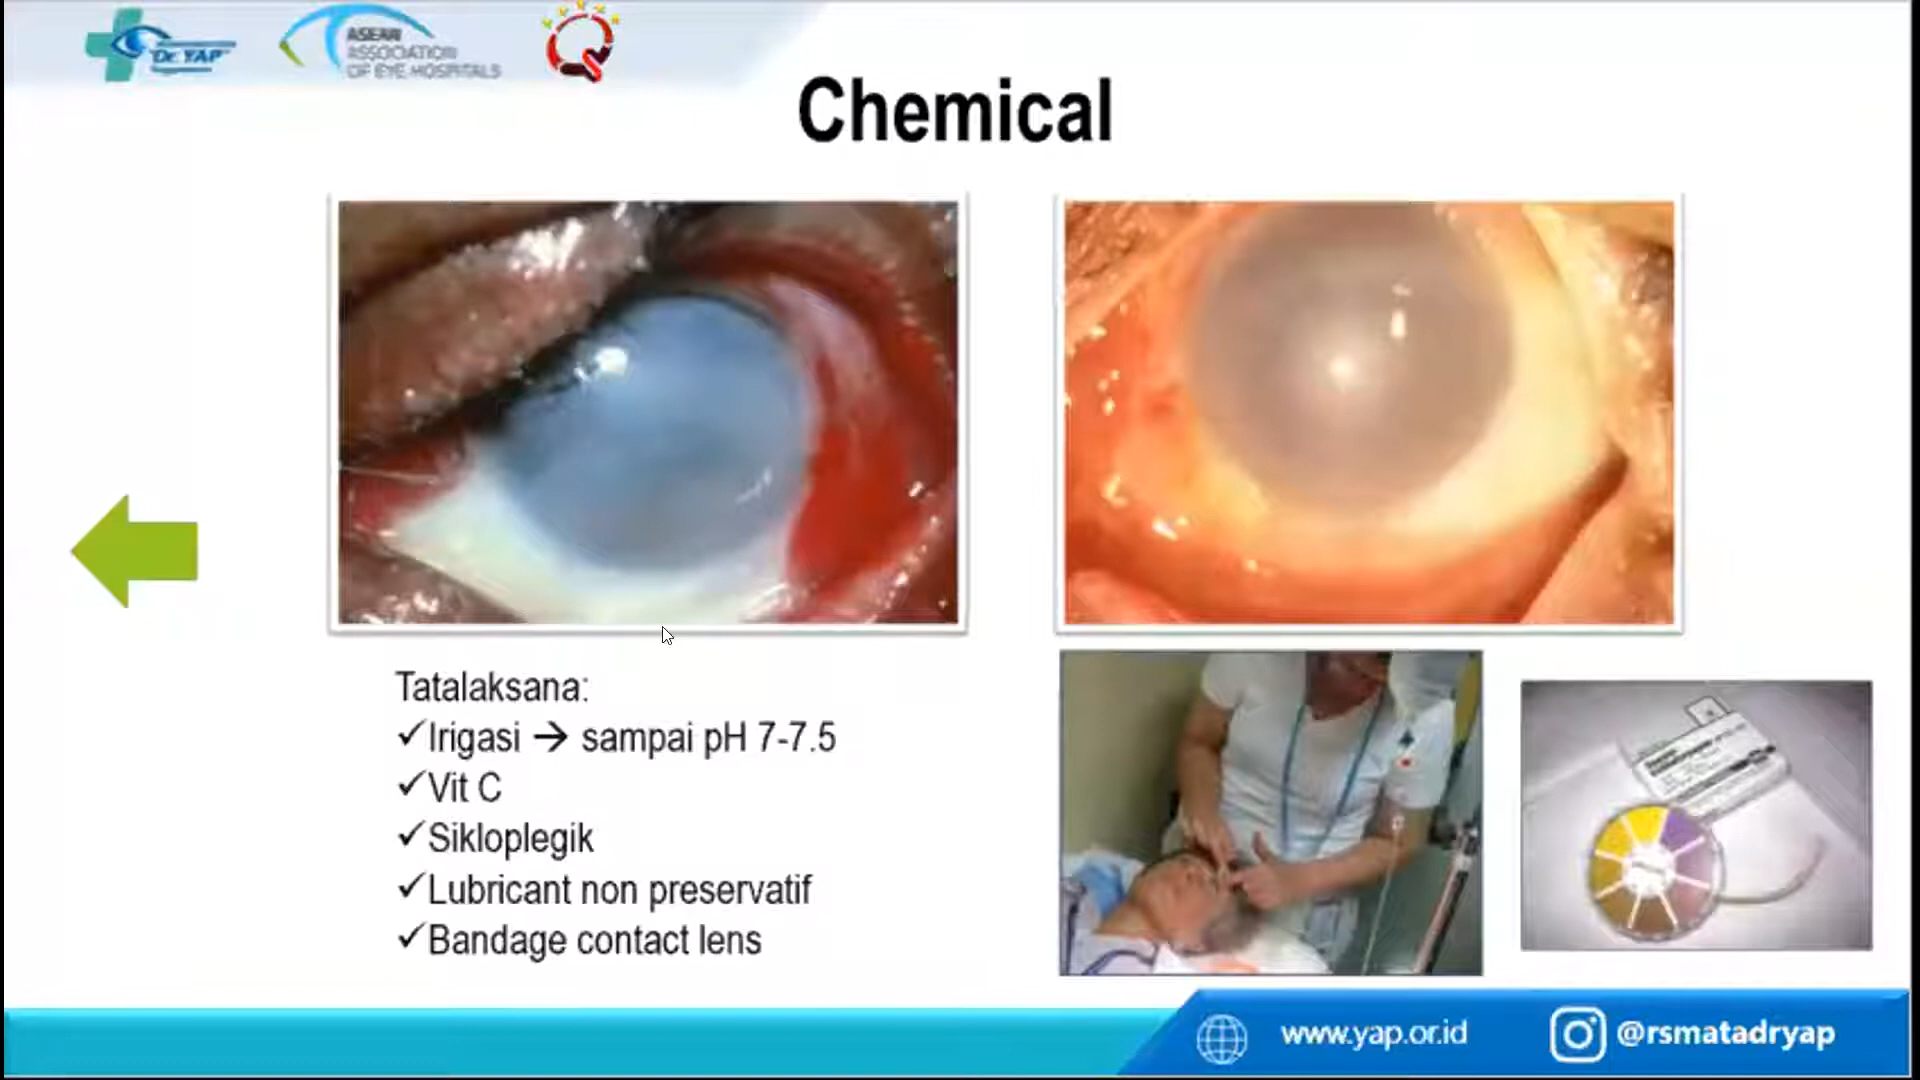 Dr. YAP
ASEAN
ASSOCIATION
OF EYE HOSPITALS
Chemical
Tatalaksana:
✓Irigasi → sampai pH 7-7.5
✓Vit C
✓Sikloplegik
✓Lubricant non preservatif
✓Bandage contact lens
www.yap.or.id
@rsmatadryap